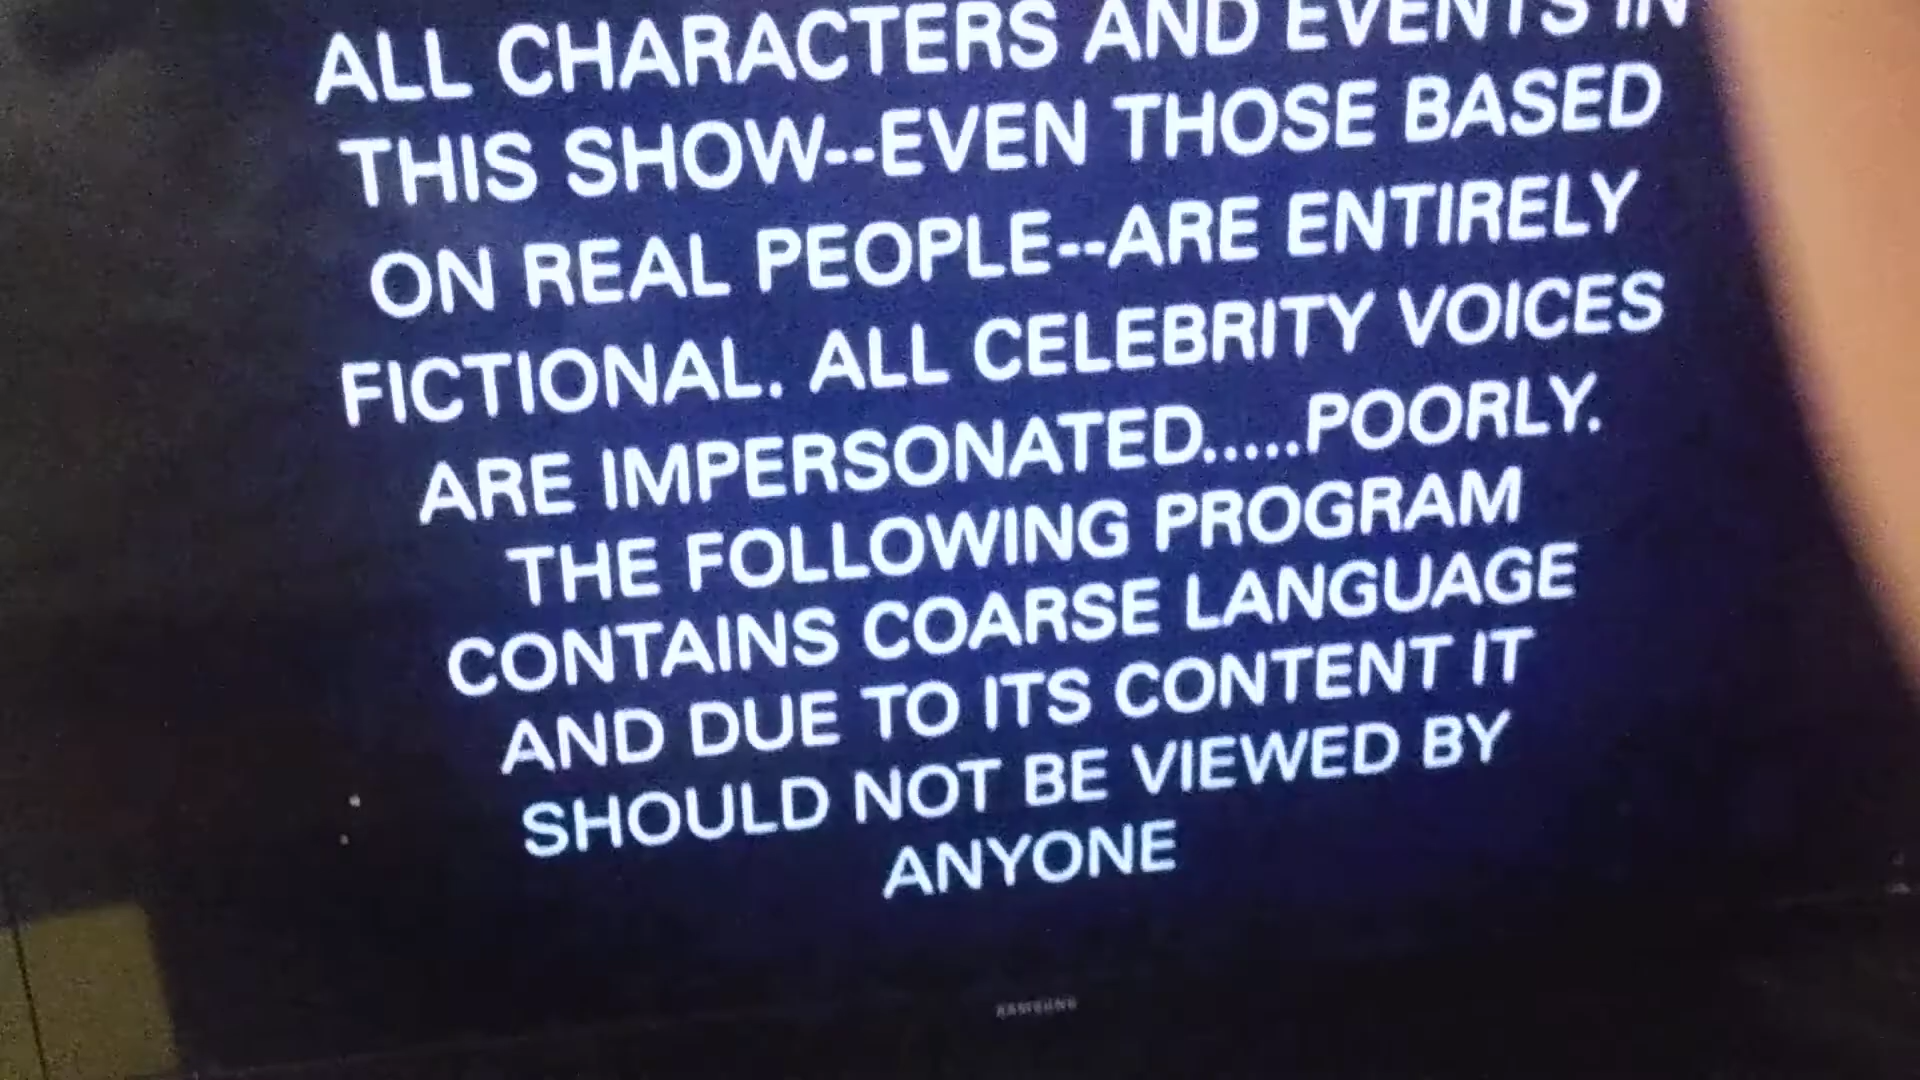 ALL CHARACTERS AND EVENTS IN
THIS SHOW--EVEN THOSE BASED
ON REAL PEOPLE--ARE ENTIRELY
FICTIONAL. ALL CELEBRITY VOICES
ARE IMPERSONATED.....POORLY.
THE FOLLOWING PROGRAM
CONTAINS COARSE LANGUAGE
AND DUE TO ITS CONTENT IT
SHOULD NOT BE VIEWED BY
ANYONE
SAMSUNG